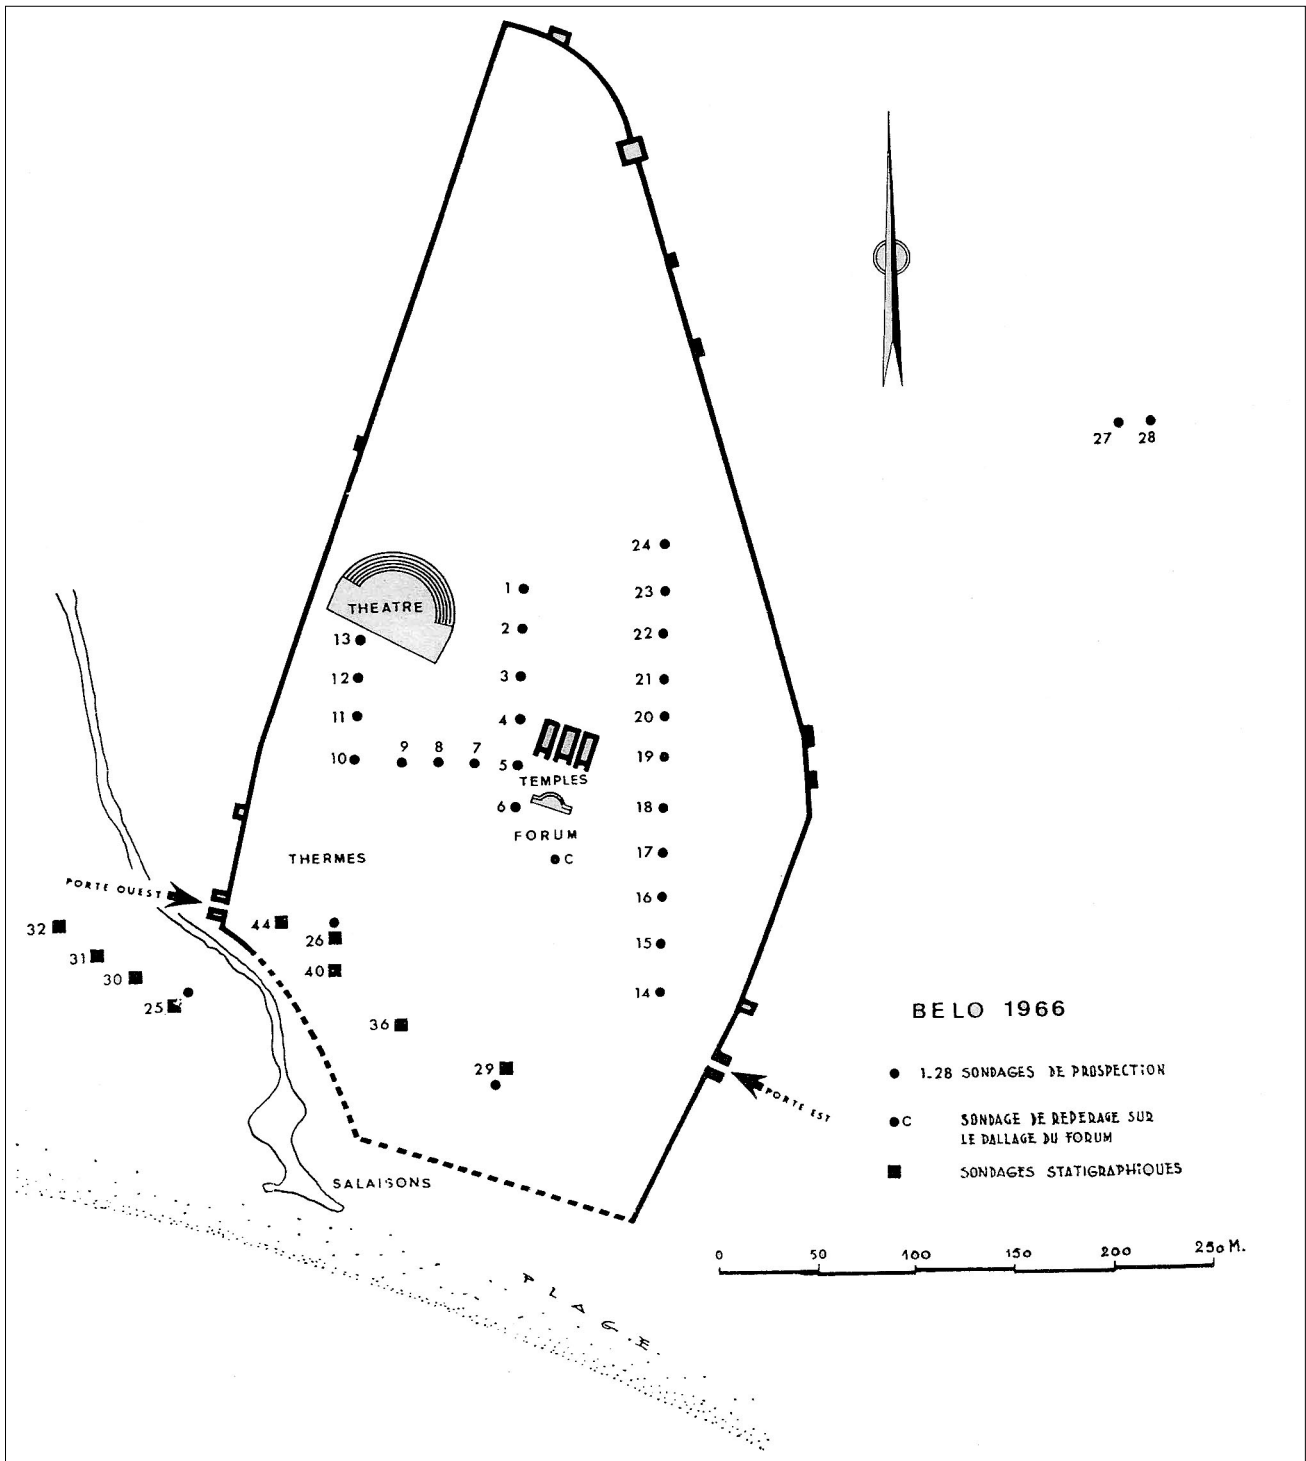 27 28
24
1
23
THEATRE
2
22
13
3
12
21
4
11
20
9 8 7
10
5
19
TEMPLES
6
18
FORUM
17
C
THERMES
PORTE OUEST
16
44
32
26
15
31
40
30
14
25
36
29
PORTE EST
SALAISONS
PLAGE
BELO 1966
1_28 SONDAGES DE PROSPECTION
C SONDAGE DE REPERAGE SUR
LE DALLAGE DU FORUM
SONDAGES STATIGRAPHIQUES
0 50 100 150 200 250 M.